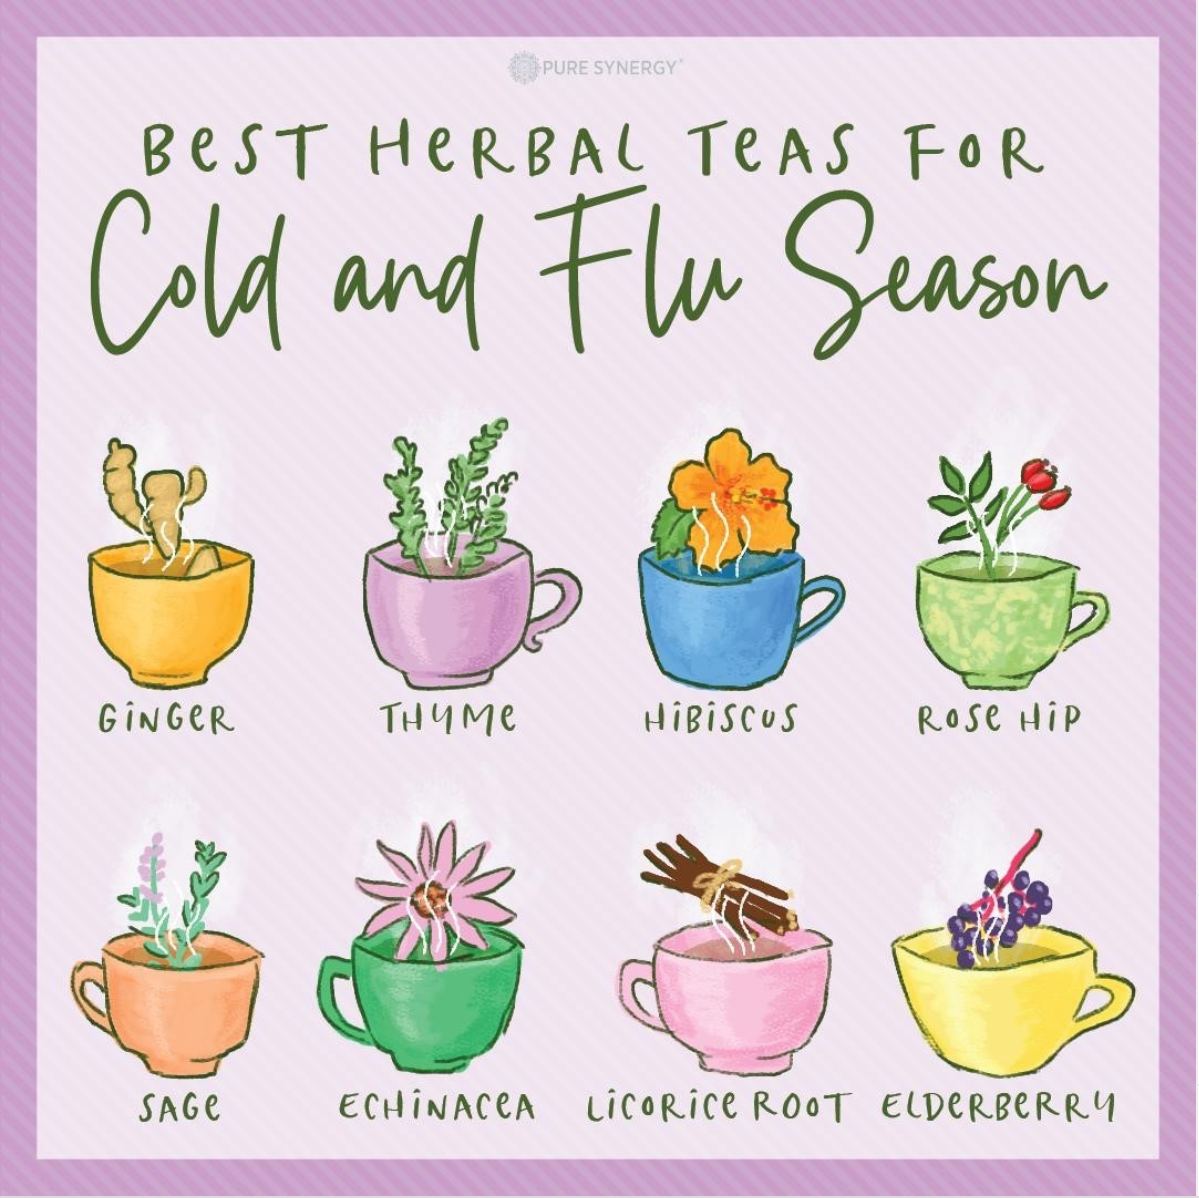 PURE SYNERGY®
BEST HERBAL TEAS FOR
Cold and Flu Season
GINGER THYME HIBISCUS ROSE HIP
SAGE ECHINACEA LICORICE ROOT ELDERBERRY